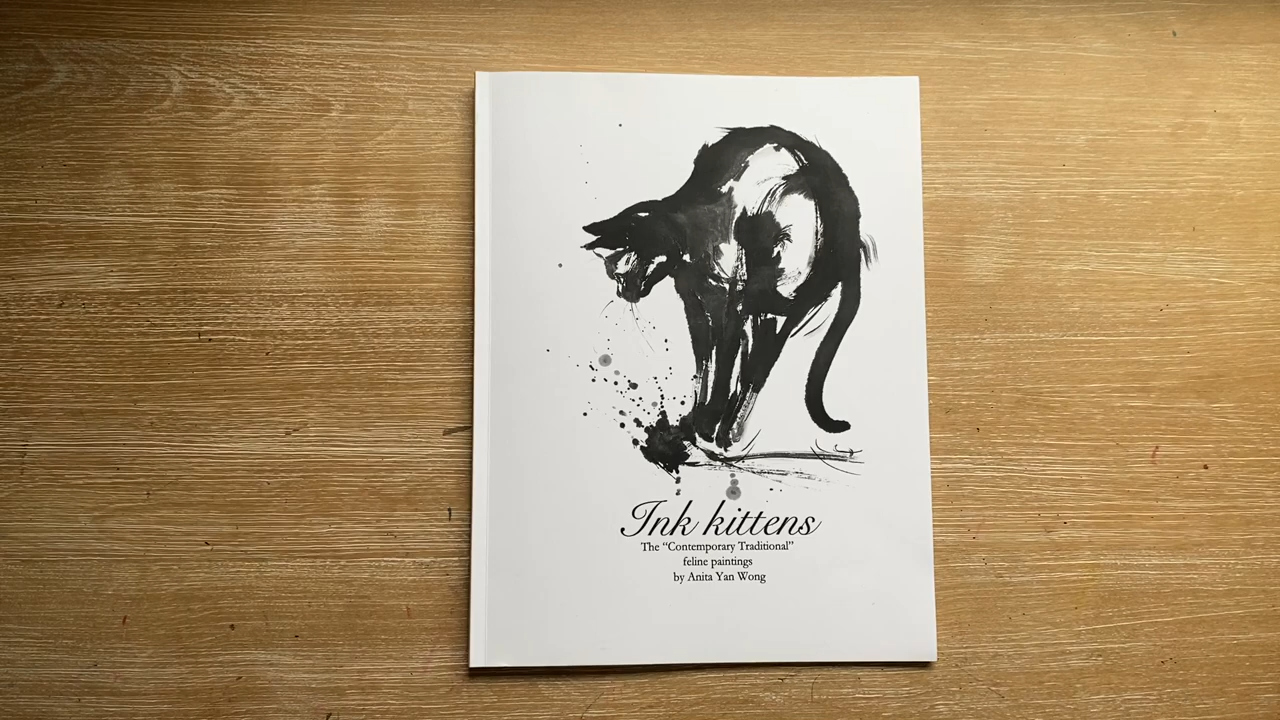 Ink kittens
The “Contemporary Traditional”
feline paintings
by Anita Yan Wong